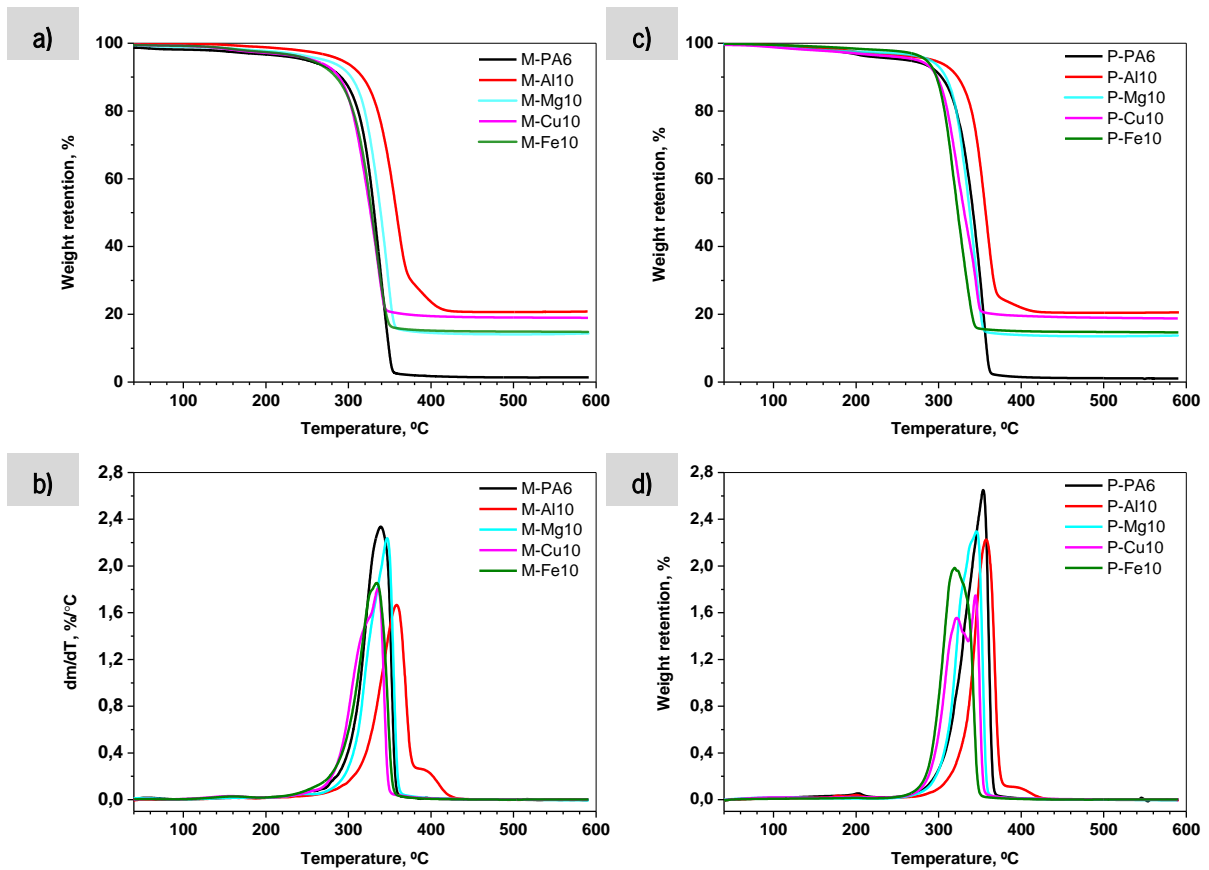 a)
Weight retention, %
100
80
60
40
20
0
M-PA6
M-Al10
M-Mg10
M-Cu10
M-Fe10
100 200 300 400 500 600
Temperature, ºC
c)
Weight retention, %
100
80
60
40
20
0
P-PA6
P-Al10
P-Mg10
P-Cu10
P-Fe10
100 200 300 400 500 600
Temperature, ºC
b)
dm/dT, %/°C
2,8
2,4
2,0
1,6
1,2
0,8
0,4
0,0
M-PA6
M-Al10
M-Mg10
M-Cu10
M-Fe10
100 200 300 400 500 600
Temperature, ºC
d)
Weight retention, %
2,8
2,4
2,0
1,6
1,2
0,8
0,4
0,0
P-PA6
P-Al10
P-Mg10
P-Cu10
P-Fe10
100 200 300 400 500 600
Temperature, ºC